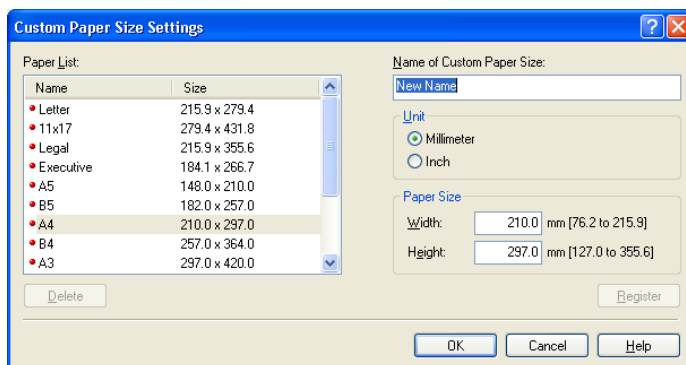 Custom Paper Size Settings
Paper List:
Name Size
Letter 215.9 x 279.4
11x17 279.4 x 431.8
Legal 215.9 x 355.6
Executive 184.1 x 266.7
A5 148.0 x 210.0
B5 182.0 x 257.0
A4 210.0 x 297.0
B4 257.0 x 364.0
A3 297.0 x 420.0
Delete
Name of Custom Paper Size:
New Name
Unit
Millimeter
Inch
Paper Size
Width: 210.0 mm [76.2 to 215.9]
Height: 297.0 mm [127.0 to 355.6]
Register
OK Cancel Help